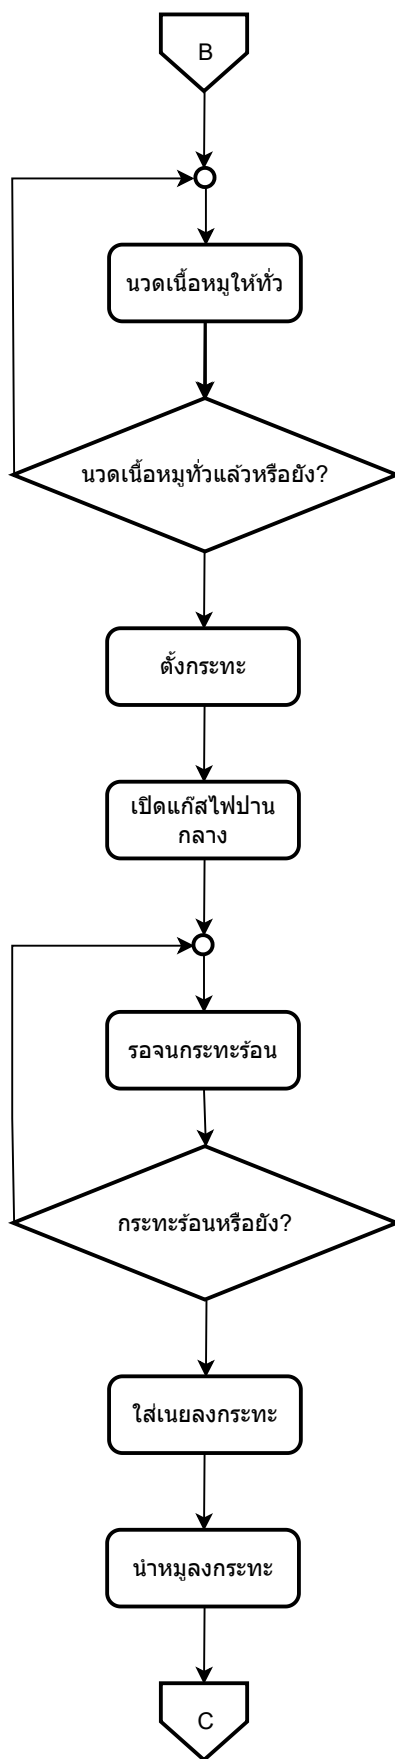 B
นวดเนื้อหมูให้ทั่ว
นวดเนื้อหมูทั่วแล้วหรือยัง?
ตั้งกระทะ
เปิดแก๊สไฟปาน
กลาง
รอจนกระทะร้อน
กระทะร้อนหรือยัง?
ใส่เนยลงกระทะ
นำหมูลงกระทะ
C